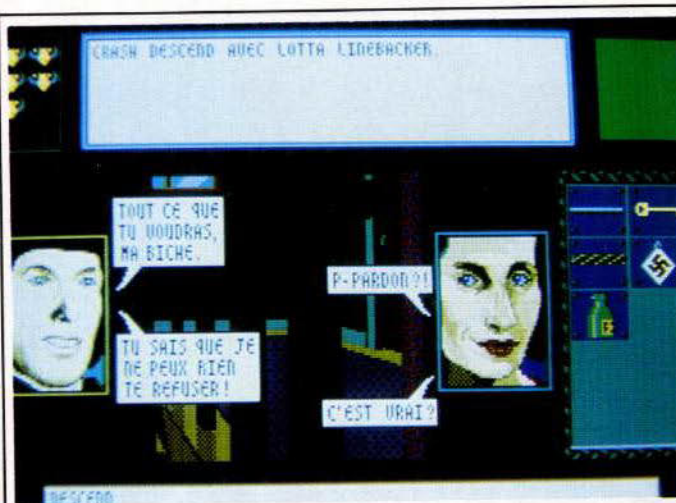 CRASH DESCEND AVEC LOTTA LINEBACKER.
TOUT CE QUE
TU VOUDRAS,
MA BICHE.
P-PARDON?!
TU SAIS QUE JE
NE PEUX RIEN
TE REFUSER!
C'EST VRAI?
DESCEND